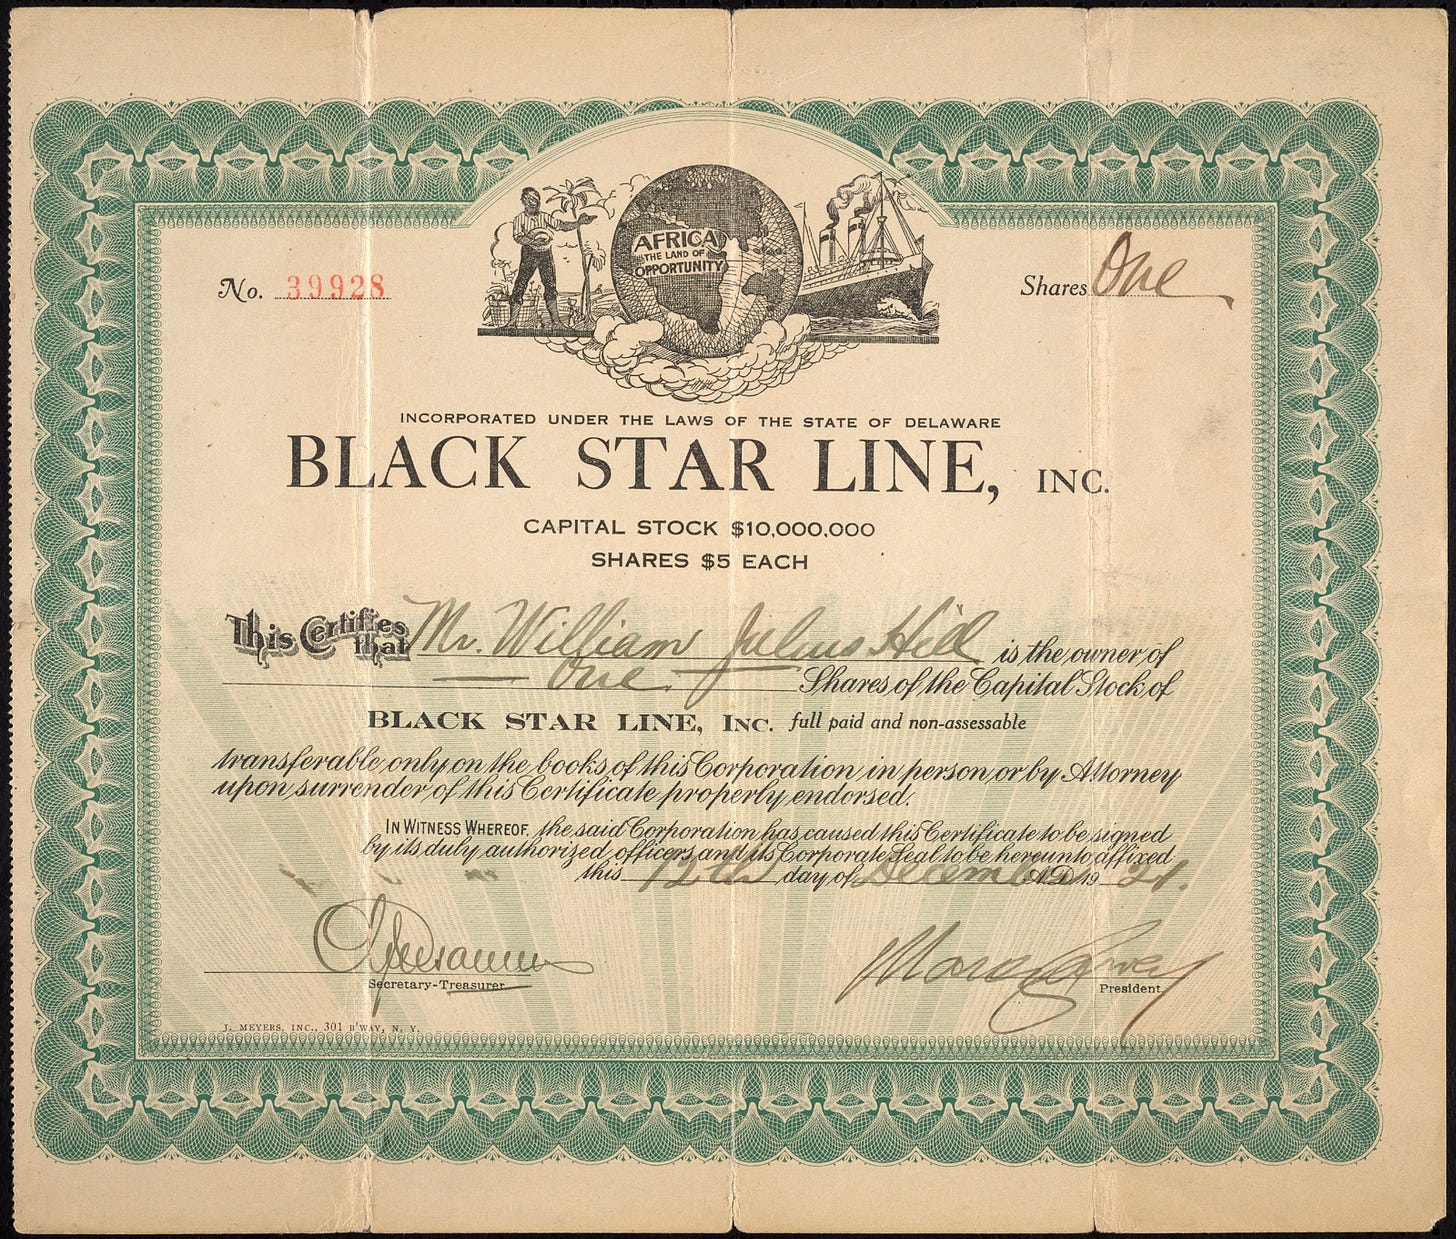 AFRICA
THE LAND OF
OPPORTUNITY
No. 39928
Shares One
INCORPORATED UNDER THE LAWS OF THE STATE OF DELAWARE
BLACK STAR LINE, INC.
CAPITAL STOCK $10,000,000
SHARES $5 EACH
This Certifies that Mr. William Julius Hill is the owner of
One Shares of the Capital Stock of
BLACK STAR LINE, INC. full paid and non-assessable
transferable only on the books of this Corporation in person or by Attorney
upon surrender of this Certificate properly endorsed.
IN WITNESS WHEREOF, the said Corporation has caused this Certificate to be signed
by its duly authorized officers and its Corporate Seal to be hereunto affixed
this 12th day of December A.D. 19 21.
Marcus Garvey
Secretary-Treasurer
President
J. MEYERS, INC., 301 B'WAY, N. Y.